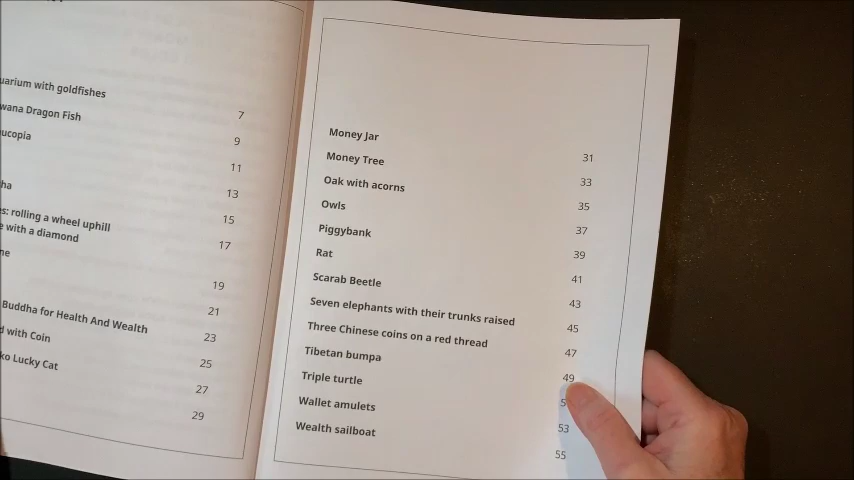 uarium with goldfishes 7
wana Dragon Fish 9
ucopia 11
13
ha 15
s: rolling a wheel uphill
e with a diamond 17
ne 19
21
Buddha for Health And Wealth 23
d with Coin 25
ko Lucky Cat 27
29
Money Jar 31
Money Tree 33
Oak with acorns 35
Owls 37
Piggybank 39
Rat 41
Scarab Beetle 43
Seven elephants with their trunks raised 45
Three Chinese coins on a red thread 47
Tibetan bumpa 49
Triple turtle
Wallet amulets 53
Wealth sailboat 55